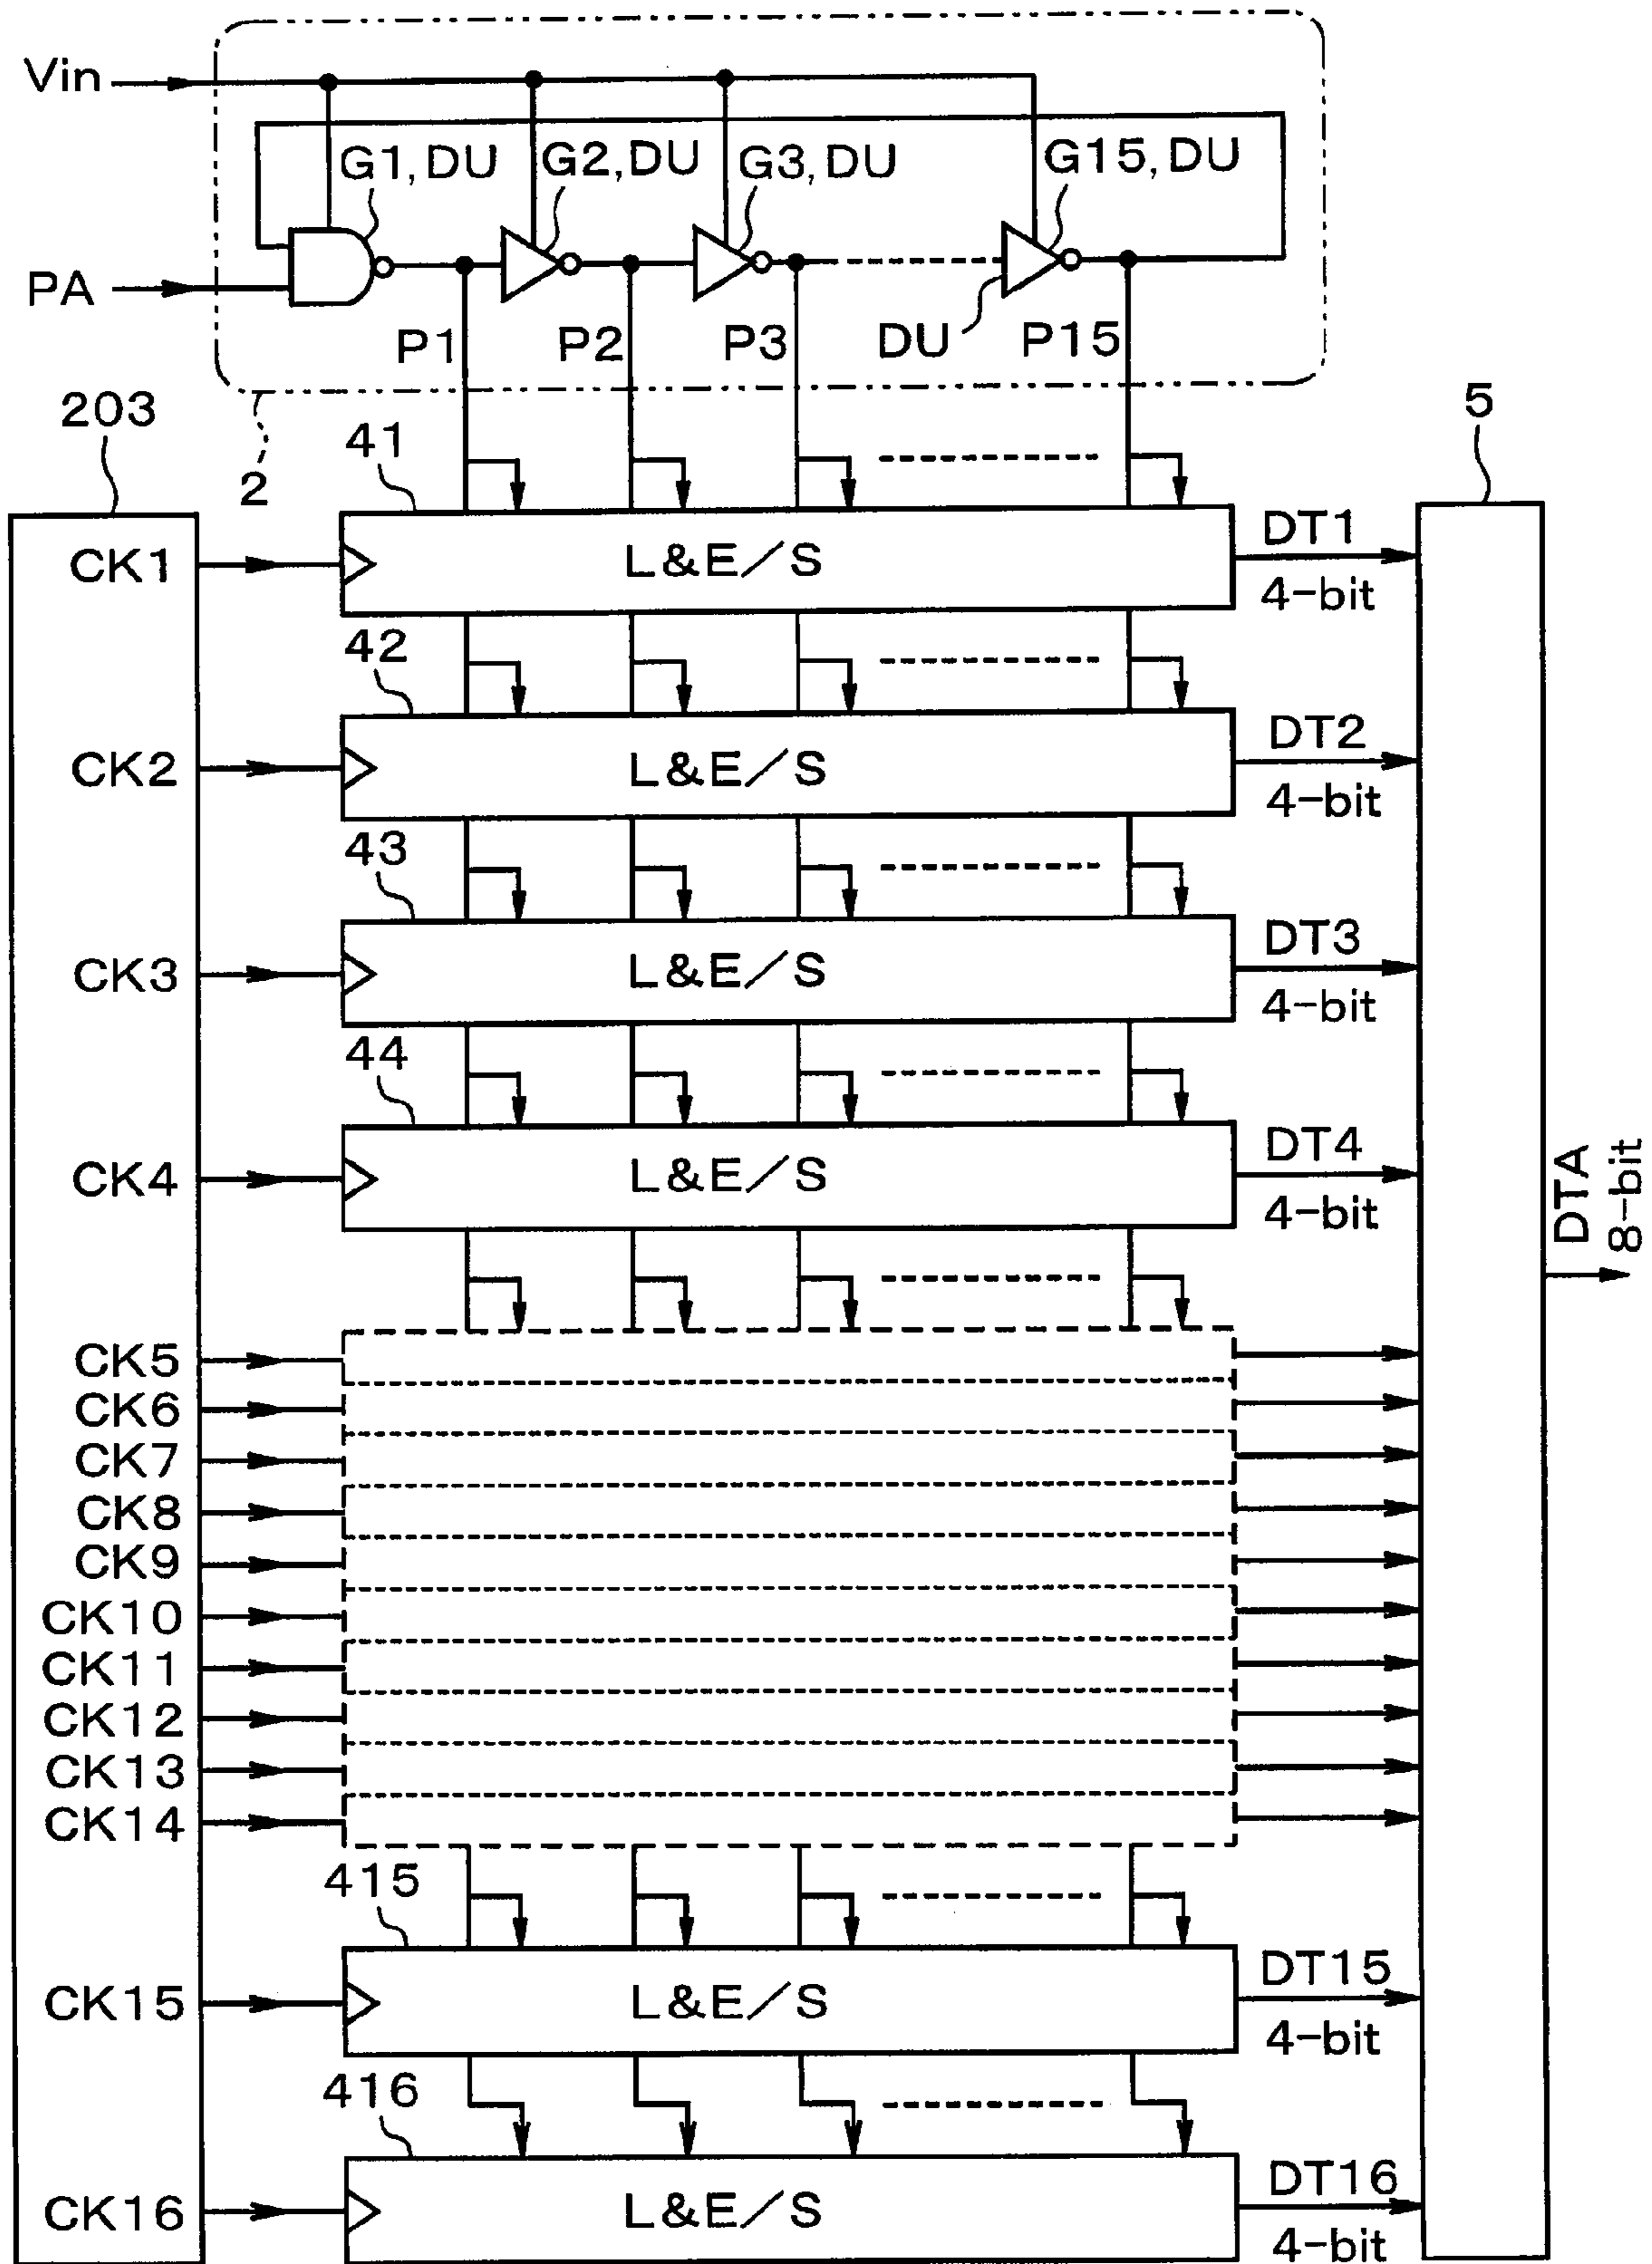 Vin
G1, DU
G2, DU
G3, DU
G15, DU
PA
P1
P2
P3
DU
P15
203
2
41
5
CK1
L&E/S
DT1
4-bit
42
CK2
L&E/S
DT2
4-bit
43
CK3
L&E/S
DT3
4-bit
44
CK4
L&E/S
DT4
4-bit
DTA
8-bit
CK5
CK6
CK7
CK8
CK9
CK10
CK11
CK12
CK13
CK14
415
CK15
L&E/S
DT15
4-bit
416
CK16
L&E/S
DT16
4-bit